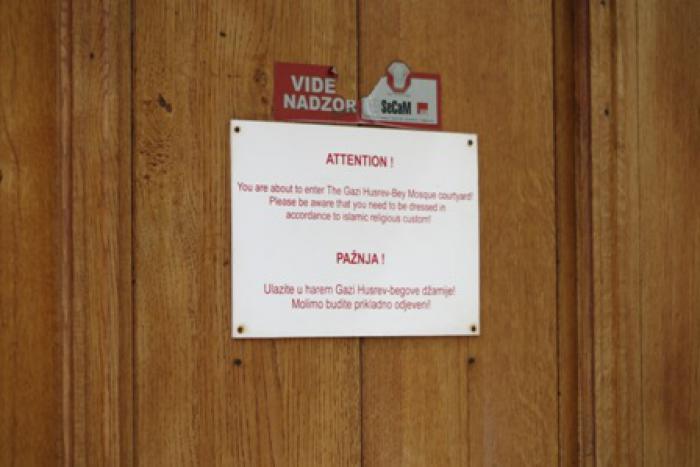 VIDE
NADZOR
SeCaM
ATTENTION !
You are about to enter The Gazi Husrev-Bey Mosque courtyard!
Please be aware that you need to be dressed in
accordance to islamic religious custom!
PAŽNJA !
Ulazite u harem Gazi Husrev-begove džamije!
Molimo budite prikladno odjeveni!